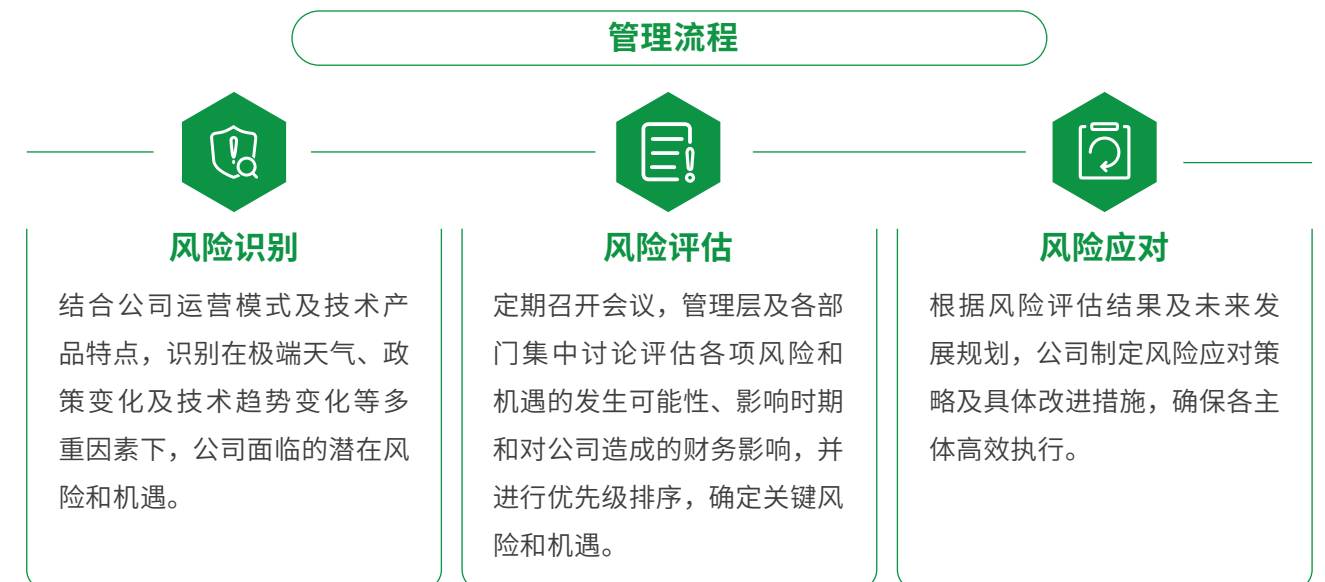 管理流程
风险识别
结合公司运营模式及技术产
品特点，识别在极端天气、政
策变化及技术趋势变化等多
重因素下，公司面临的潜在风
险和机遇。
风险评估
定期召开会议，管理层及各部
门集中讨论评估各项风险和
机遇的发生可能性、影响时期
和对公司造成的财务影响，并
进行优先级排序，确定关键风
险和机遇。
风险应对
根据风险评估结果及未来发
展规划，公司制定风险应对策
略及具体改进措施，确保各主
体高效执行。